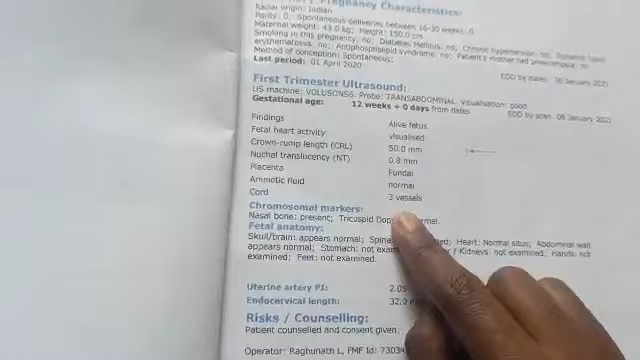 Pregnancy Characteristics:
Racial origin: Indian
Parity: 0; Spontaneous deliveries between 16-30 weeks: 0
Maternal weight: 43.0 kg; Height: 150.0 cm
Smoking in this pregnancy: no; Diabetes Mellitus: no; Chronic hypertension: no;
erythematosus: no; Antiphospholipid syndrome: no; Patient's mother had preeclampsia: no
Method of conception: Spontaneous;
Last period: 01 April 2020 EDD by dates: 06 January 2021
First Trimester Ultrasound:
US machine: VOLUSONS6. Probe: TRANSABDOMINAL. Visualisation: good
Gestational age: 12 weeks + 0 days from dates EDD by scan: 06 January 2021
Findings Alive fetus
Fetal heart activity visualised
Crown-rump length (CRL) 50.0 mm
Nuchal translucency (NT) 0.8 mm
Placenta Fundal
Amniotic fluid normal
Cord 3 vessels
Chromosomal markers:
Nasal bone: present; Tricuspid
Fetal anatomy:
Skull/brain: appears normal; Heart: Normal situs; Abdominal wall:
appears normal; Stomach: not Kidneys: not examined; Hands: not
examined; Feet: not examined.
Uterine artery PI: 2.05
Endocervical length: 32.0
Risks / Counselling:
Patient counselled and consent given.
Operator: Raghunath L, FMF Id: 73034